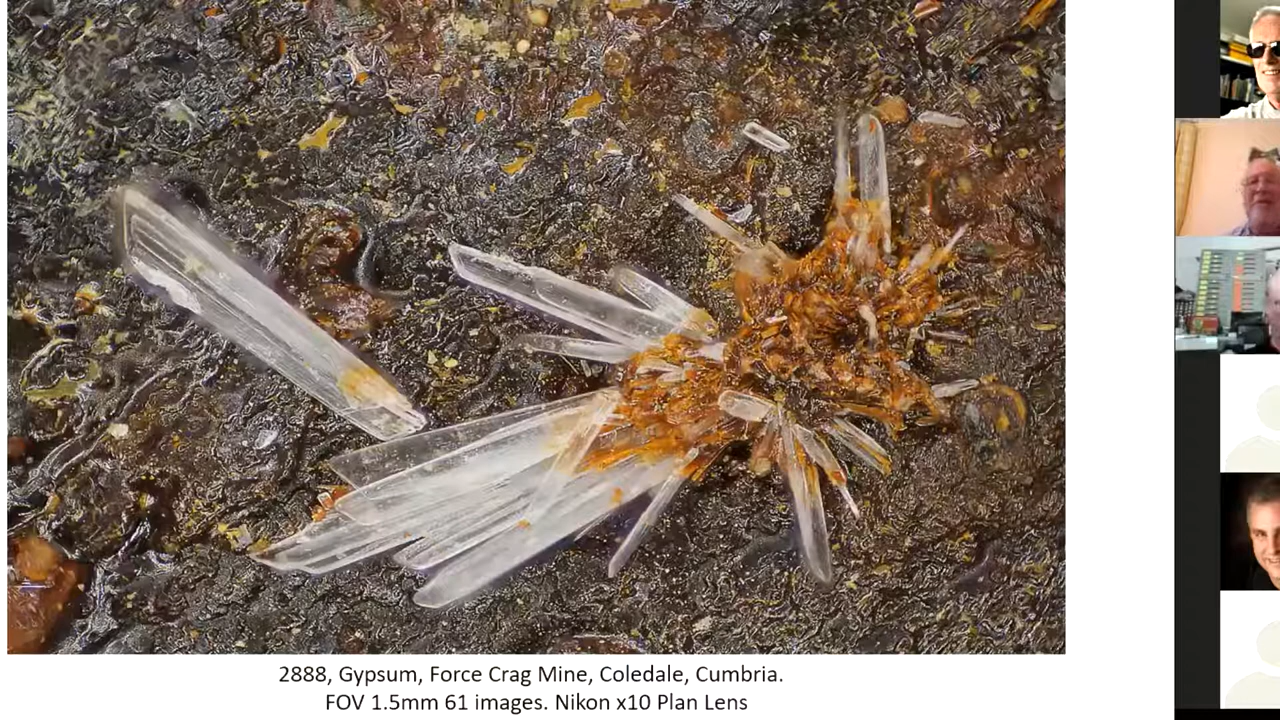 2888, Gypsum, Force Crag Mine, Coledale, Cumbria.
FOV 1.5mm 61 images. Nikon x10 Plan Lens